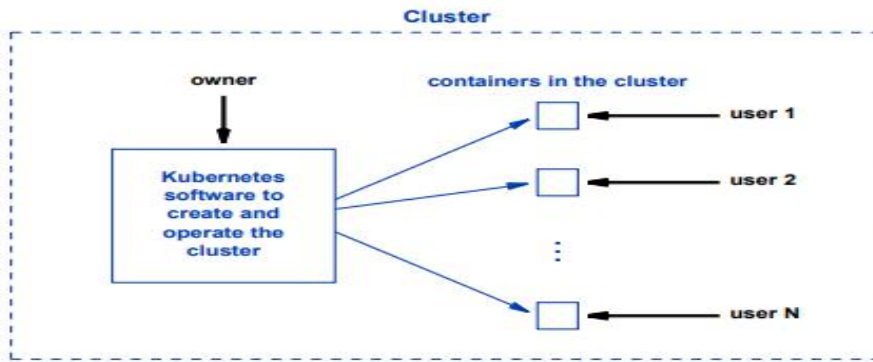 Cluster
owner
containers in the cluster
user 1
Kubernetes
software to
create and
operate the
cluster
user 2
user N